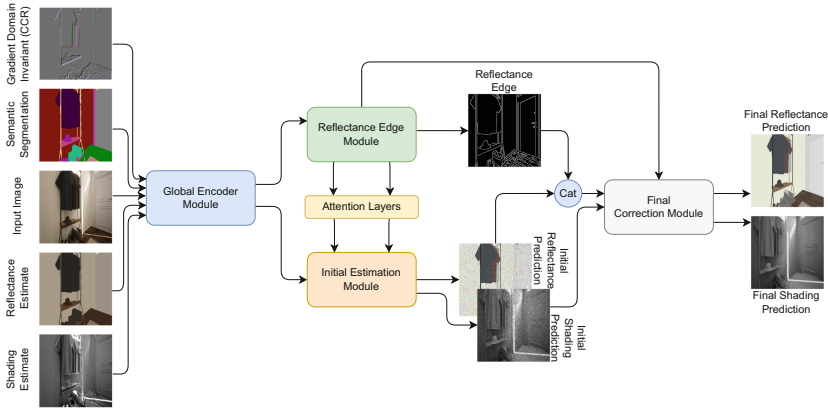 Gradient Domain
Invariant (CCR)
Semantic
Segmentation
Input Image
Reflectance
Estimate
Shading
Estimate
Global Encoder
Module
Reflectance Edge
Module
Attention Layers
Initial Estimation
Module
Reflectance
Edge
Initial
Reflectance
Prediction
Initial
Shading
Prediction
Cat
Final
Correction Module
Final Reflectance
Prediction
Final Shading
Prediction